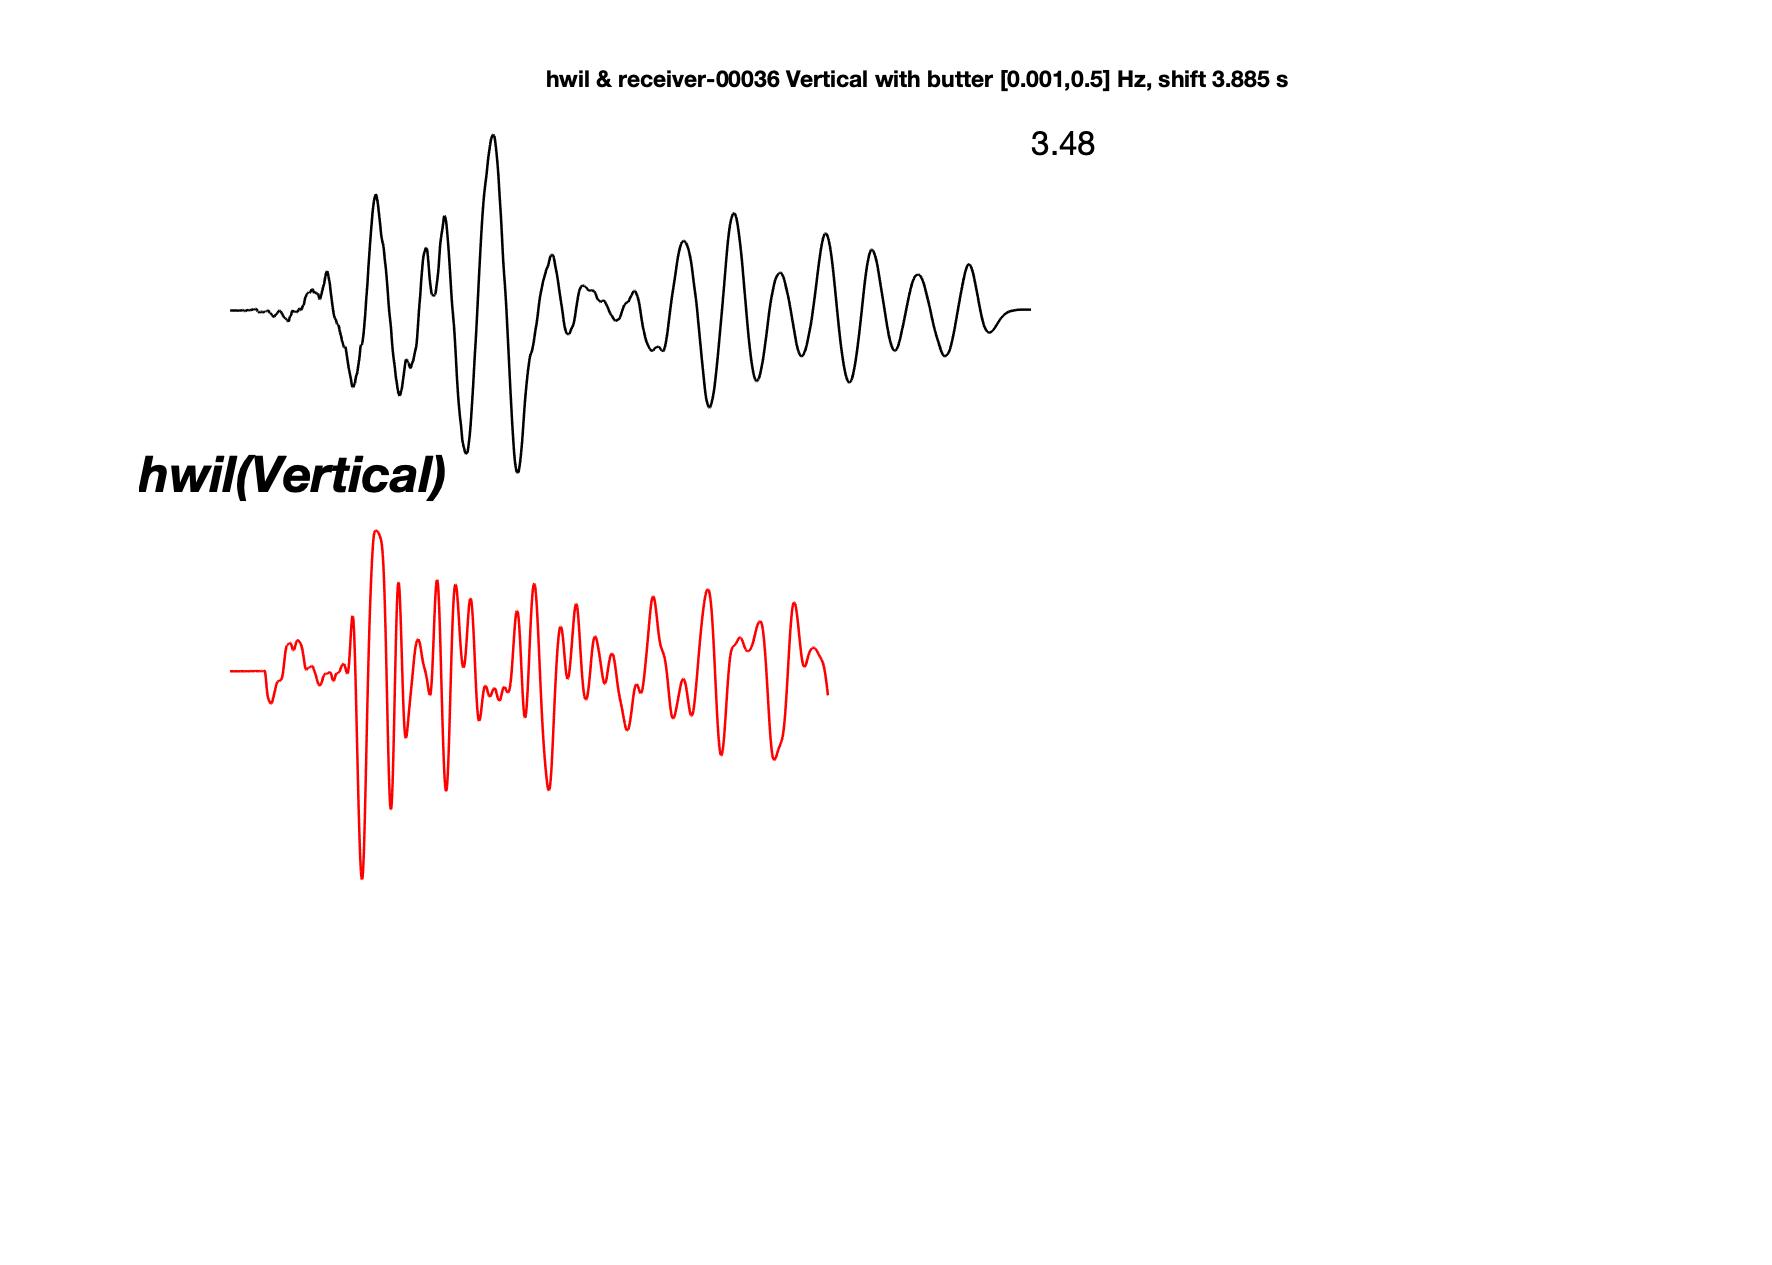 hwil & receiver-00036 Vertical with butter [0.001,0.5] Hz, shift 3.885 s
3.48
hwil(Vertical)